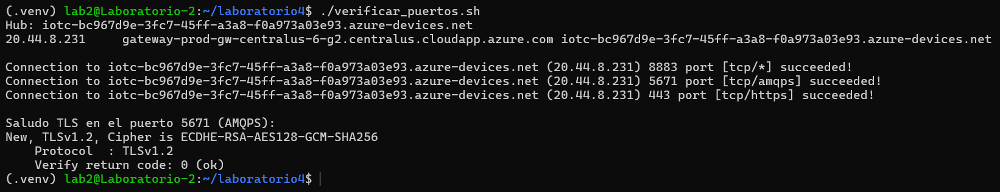 (.venv) lab2@Laboratorio-2:~/laboratorio4$ ./verificar_puertos.sh
Hub: iotc-bc967d9e-3fc7-45ff-a3a8-f0a973a03e93.azure-devices.net
20.44.8.231     gateway-prod-gw-centralus-6-g2.centralus.cloudapp.azure.com iotc-bc967d9e-3fc7-45ff-a3a8-f0a973a03e93.azure-devices.net
Connection to iotc-bc967d9e-3fc7-45ff-a3a8-f0a973a03e93.azure-devices.net (20.44.8.231) 8883 port [tcp/*] succeeded!
Connection to iotc-bc967d9e-3fc7-45ff-a3a8-f0a973a03e93.azure-devices.net (20.44.8.231) 5671 port [tcp/amqps] succeeded!
Connection to iotc-bc967d9e-3fc7-45ff-a3a8-f0a973a03e93.azure-devices.net (20.44.8.231) 443 port [tcp/https] succeeded!
Saludo TLS en el puerto 5671 (AMQPS):
New, TLSv1.2, Cipher is ECDHE-RSA-AES128-GCM-SHA256
    Protocol  : TLSv1.2
    Verify return code: 0 (ok)
(.venv) lab2@Laboratorio-2:~/laboratorio4$